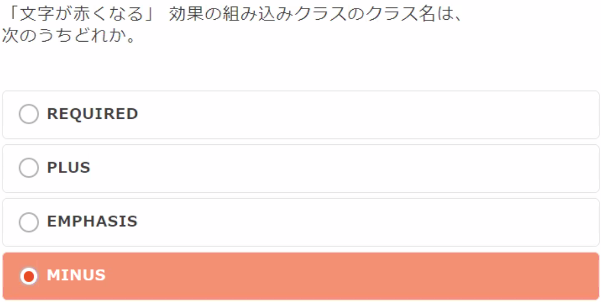 「文字が赤くなる」 効果の組み込みクラスのクラス名は、
次のうちどれか。
REQUIRED
PLUS
EMPHASIS
MINUS